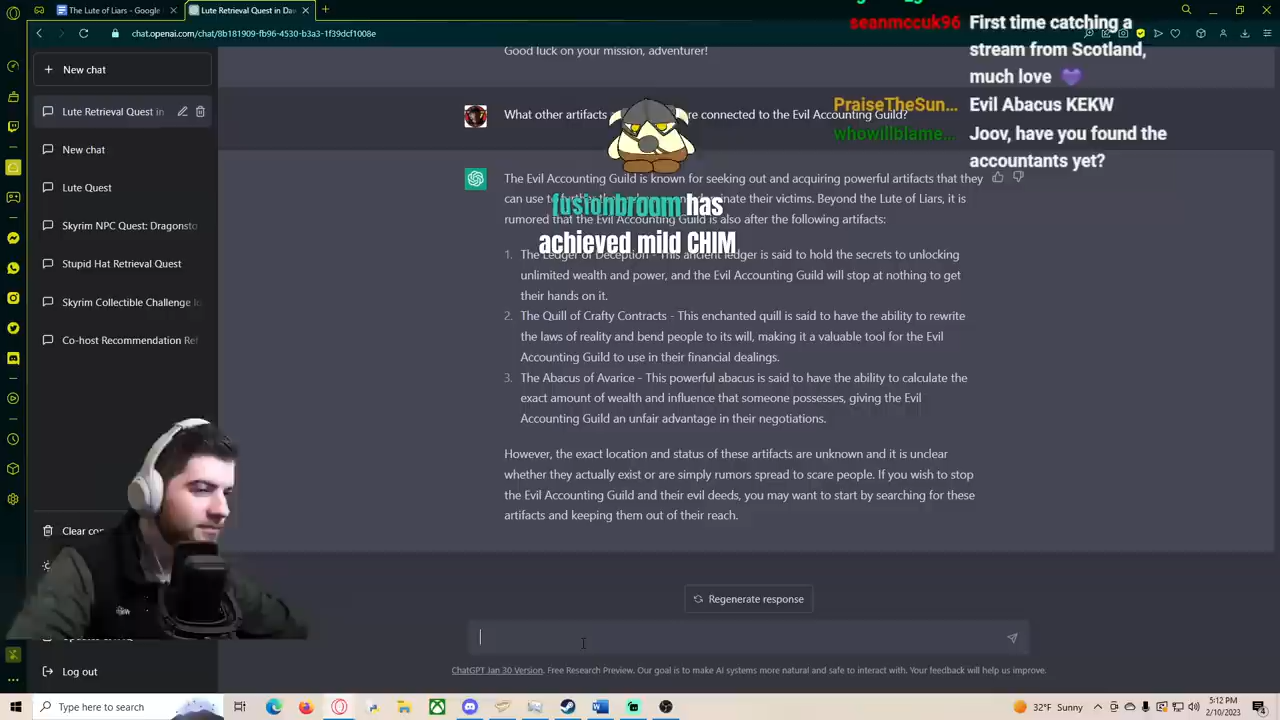 The Lute of Liars - Google
Lute Retrieval Quest in Da
chat.openai.com/chat/8b181309-fb96-4530-b3a3-1f39dcf1008e
seanmccuk96 First time catching a
stream from Scotland,
much love
PraiseTheSun... Evil Abacus KEKW
whowillblame... Joov, have you found the
accountants yet?
New chat
Lute Retrieval Quest in
New chat
Lute Quest
Skyrim NPC Quest: Dragonsto
Stupid Hat Retrieval Quest
Skyrim Collectible Challenge Id
Co-host Recommendation Ref
Clear con
Log out
Good luck on your mission, adventurer!
What other artifacts re connected to the Evil Accounting Guild?
fusionbroom has
achieved mild CHIM
The Evil Accounting Guild is known for seeking out and acquiring powerful artifacts that they
can use to inate their victims. Beyond the Lute of Liars, it is
rumored that the Evil Accounting Guild is also after the following artifacts:
1. The Ledger of Deception - This ancient ledger is said to hold the secrets to unlocking
unlimited wealth and power, and the Evil Accounting Guild will stop at nothing to get
their hands on it.
2. The Quill of Crafty Contracts - This enchanted quill is said to have the ability to rewrite
the laws of reality and bend people to its will, making it a valuable tool for the Evil
Accounting Guild to use in their financial dealings.
3. The Abacus of Avarice - This powerful abacus is said to have the ability to calculate the
exact amount of wealth and influence that someone possesses, giving the Evil
Accounting Guild an unfair advantage in their negotiations.
However, the exact location and status of these artifacts are unknown and it is unclear
whether they actually exist or are simply rumors spread to scare people. If you wish to stop
the Evil Accounting Guild and their evil deeds, you may want to start by searching for these
artifacts and keeping them out of their reach.
Regenerate response
ChatGPT Jan 30 Version. Free Research Preview. Our goal is to make AI systems more natural and safe to interact with. Your feedback will help us improve.
Type here to search
32°F Sunny
5:12 PM
2/10/2023